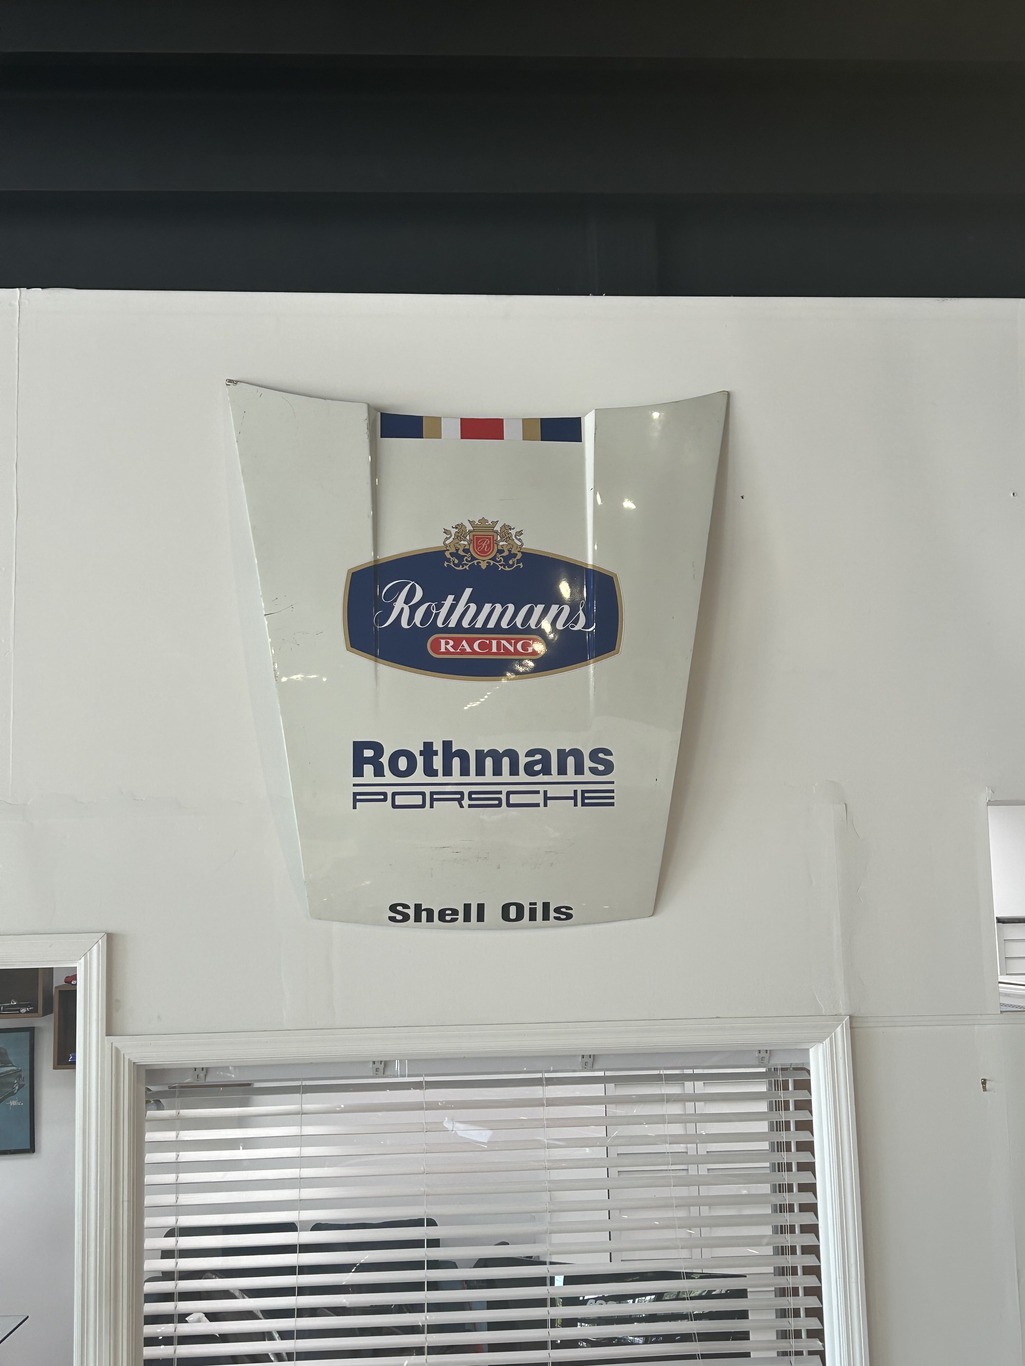 R
Rothmans
RACING
Rothmans
PORSCHE
Shell Oils